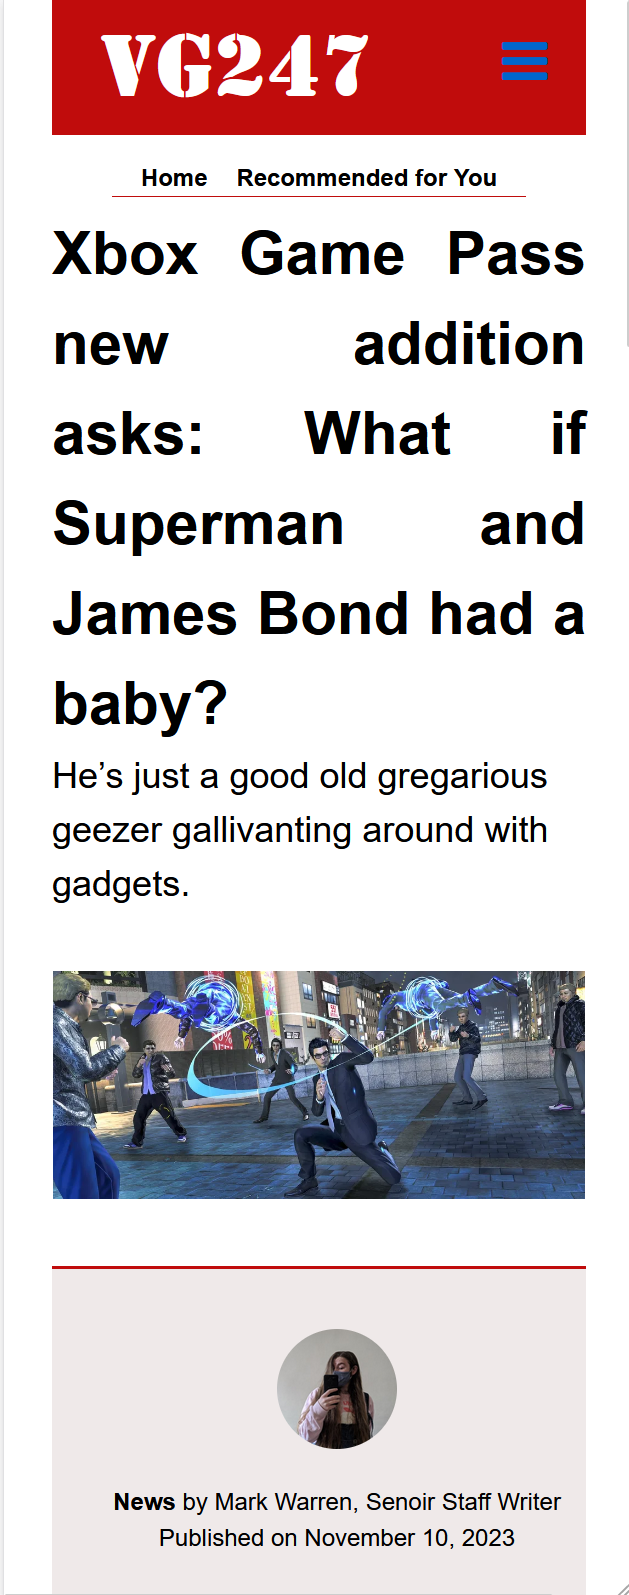 VG247
Home Recommended for You
Xbox Game Pass
new addition
asks: What if
Superman and
James Bond had a
baby?
He’s just a good old gregarious
geezer gallivanting around with
gadgets.
News by Mark Warren, Senoir Staff Writer
Published on November 10, 2023